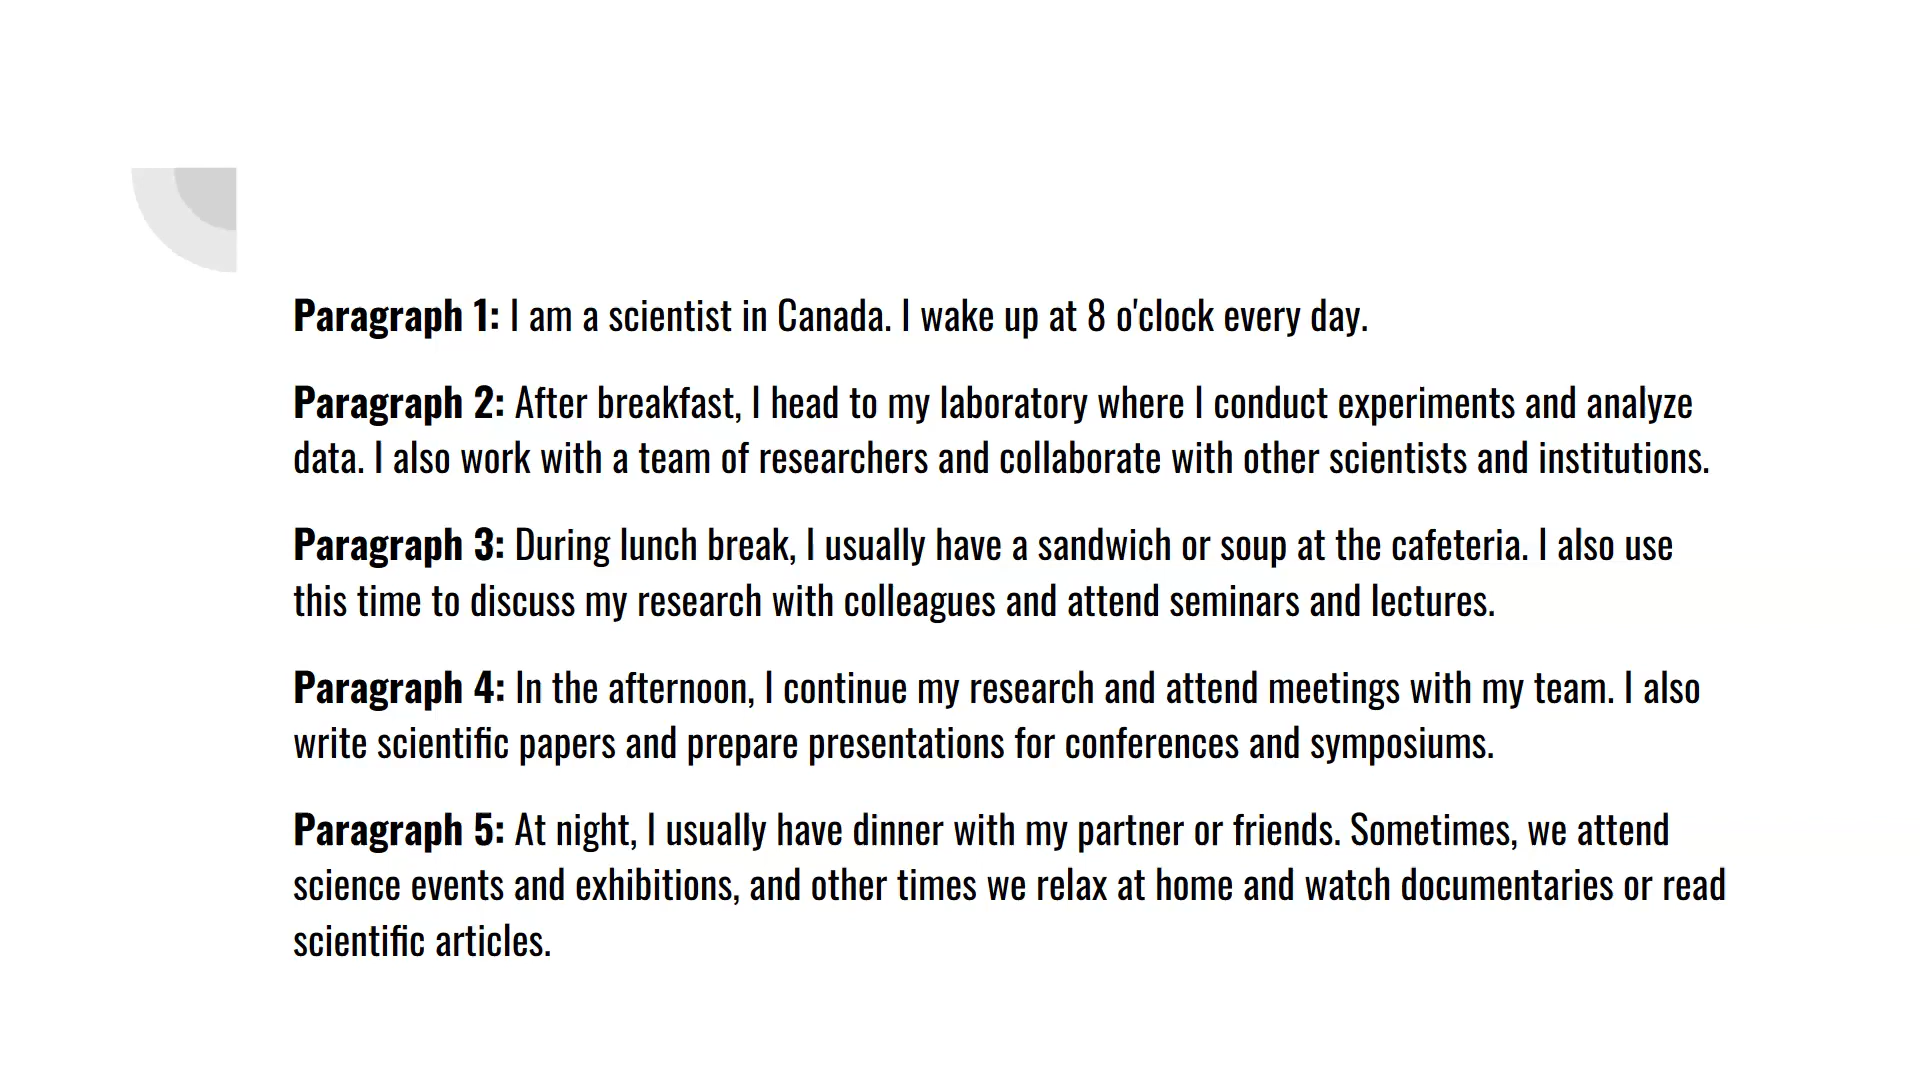 Paragraph 1: I am a scientist in Canada. I wake up at 8 o'clock every day.
Paragraph 2: After breakfast, I head to my laboratory where I conduct experiments and analyze
data. I also work with a team of researchers and collaborate with other scientists and institutions.
Paragraph 3: During lunch break, I usually have a sandwich or soup at the cafeteria. I also use
this time to discuss my research with colleagues and attend seminars and lectures.
Paragraph 4: In the afternoon, I continue my research and attend meetings with my team. I also
write scientific papers and prepare presentations for conferences and symposiums.
Paragraph 5: At night, I usually have dinner with my partner or friends. Sometimes, we attend
science events and exhibitions, and other times we relax at home and watch documentaries or read
scientific articles.